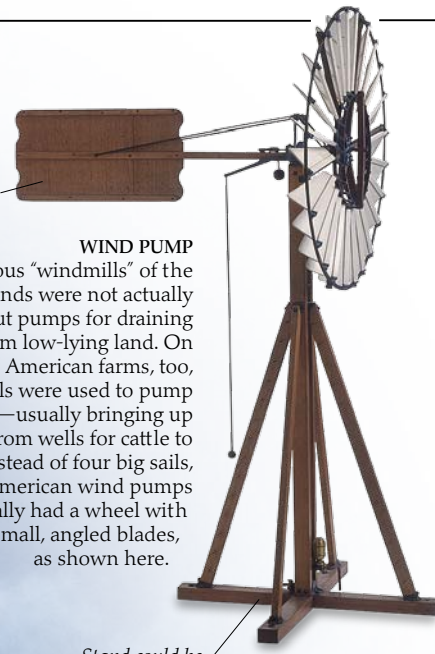 WIND PUMP
ous “windmills” of the
nds were not actually
ut pumps for draining
m low-lying land. On
American farms, too,
ls were used to pump
—usually bringing up
rom wells for cattle to
stead of four big sails,
merican wind pumps
ally had a wheel with
mall, angled blades,
as shown here.
Stand could be